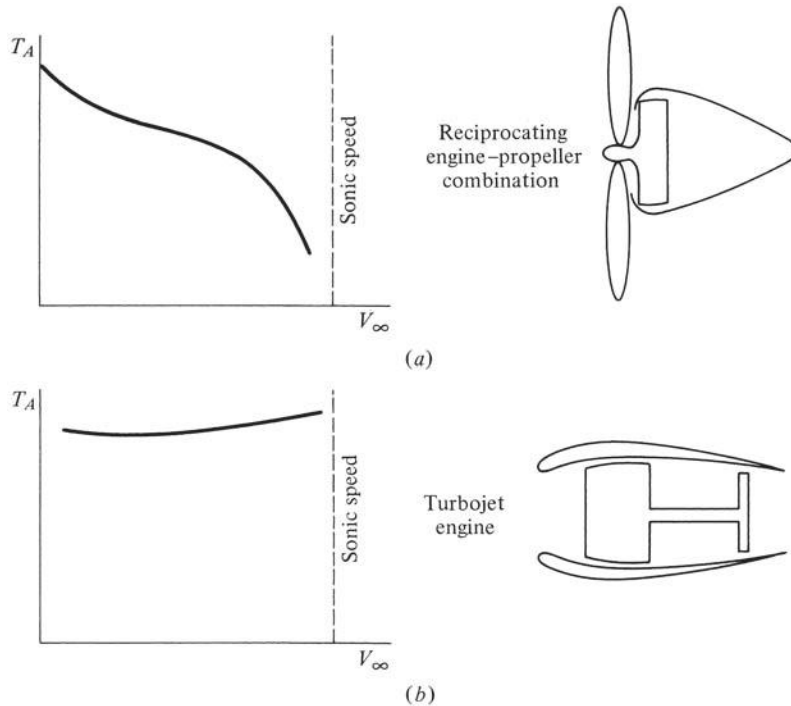 T_A
Sonic speed
V_∞
Reciprocating
engine–propeller
combination
(a)
T_A
Sonic speed
V_∞
Turbojet
engine
(b)